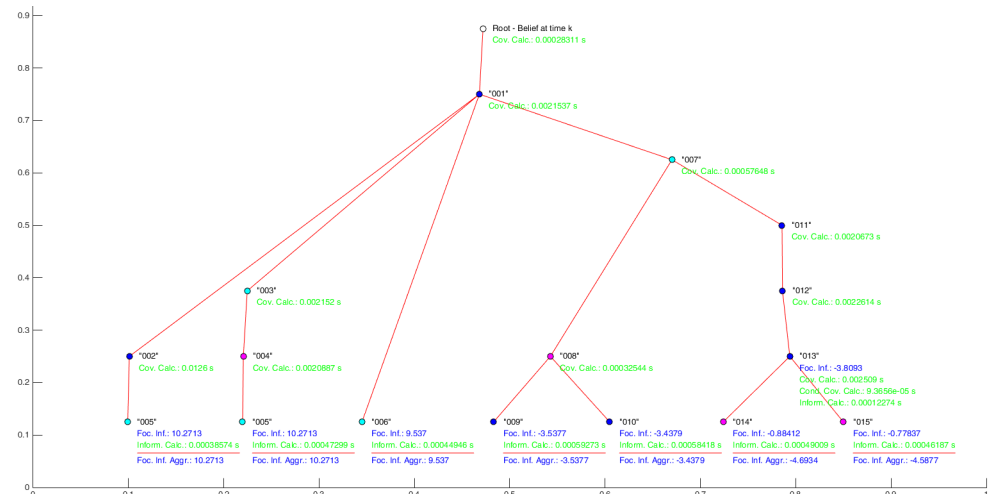 0.9
Root - Belief at time k
Cov. Calc.: 0.00028311 s
0.8
"001"
Cov. Calc.: 0.0021537 s
0.7
"007"
Cov. Calc.: 0.00057648 s
0.6
"011"
0.5
Cov. Calc.: 0.0020673 s
0.4
"003"
"012"
Cov. Calc.: 0.002152 s
Cov. Calc.: 0.0022614 s
0.3
"002"
"004"
"008"
"013"
Cov. Calc.: 0.0126 s
Cov. Calc.: 0.0020887 s
Cov. Calc.: 0.00032544 s
Foc. Inf.: -3.8093
Cov. Calc.: 0.002509 s
Cond. Cov. Calc.: 9.3656e-05 s
Inform. Calc.: 0.00012274 s
0.2
"005"
"005"
"006"
"009"
"010"
"014"
"015"
Foc. Inf.: 10.2713
Foc. Inf.: 10.2713
Foc. Inf.: 9.537
Foc. Inf.: -3.5377
Foc. Inf.: -3.4379
Foc. Inf.: -0.88412
Foc. Inf.: -0.77837
0.1
Inform. Calc.: 0.00038574 s
Inform. Calc.: 0.00047299 s
Inform. Calc.: 0.00044946 s
Inform. Calc.: 0.00059273 s
Inform. Calc.: 0.00058418 s
Inform. Calc.: 0.00049009 s
Inform. Calc.: 0.00046187 s
Foc. Inf. Aggr.: 10.2713
Foc. Inf. Aggr.: 10.2713
Foc. Inf. Aggr.: 9.537
Foc. Inf. Aggr.: -3.5377
Foc. Inf. Aggr.: -3.4379
Foc. Inf. Aggr.: -4.6934
Foc. Inf. Aggr.: -4.5877
0
0.1
0.2
0.3
0.4
0.5
0.6
0.7
0.8
0.9
1